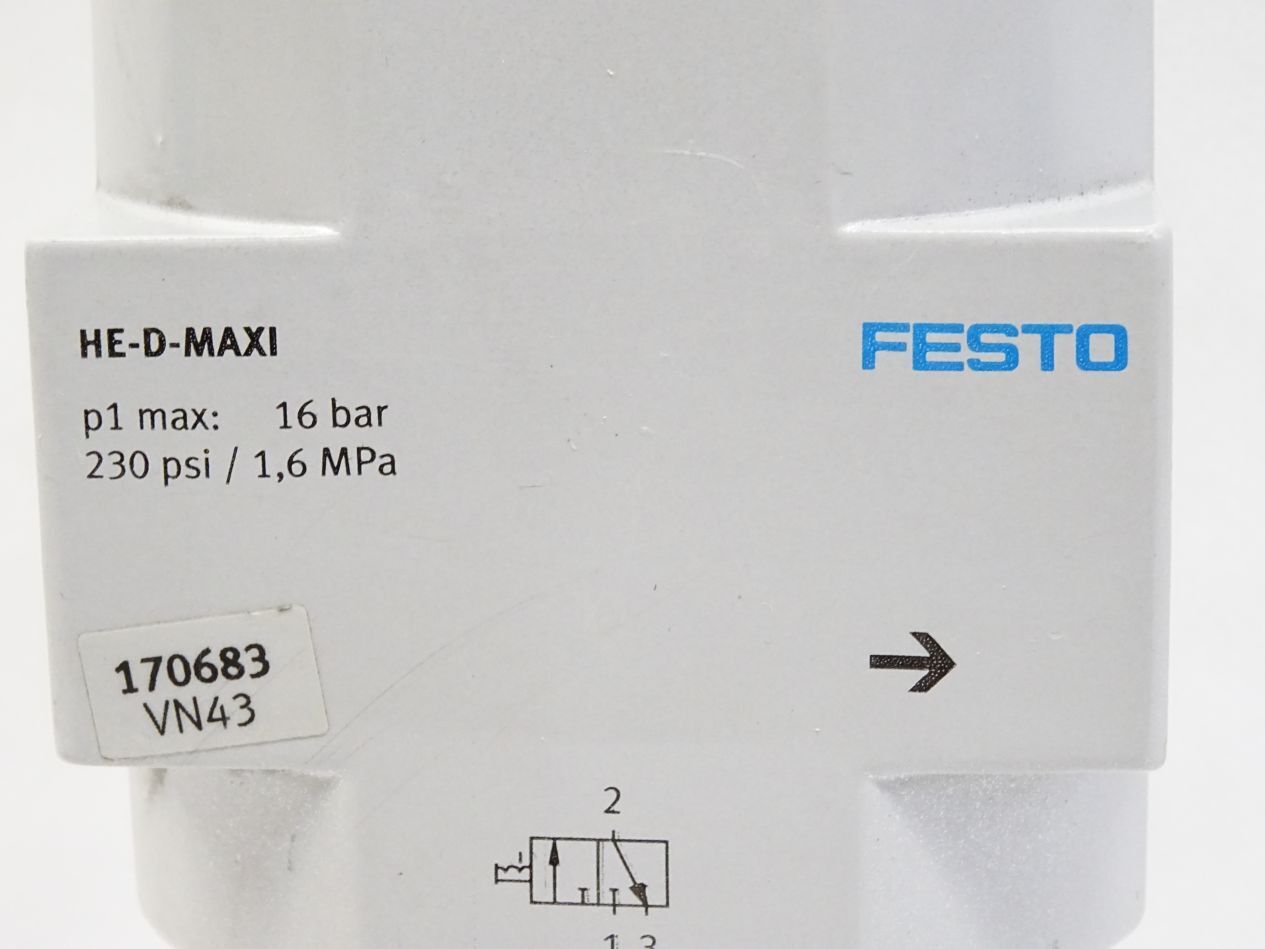 HE-D-MAXI
FESTO
p1 max: 16 bar
230 psi / 1,6 MPa
170683
VN43
2
1 3